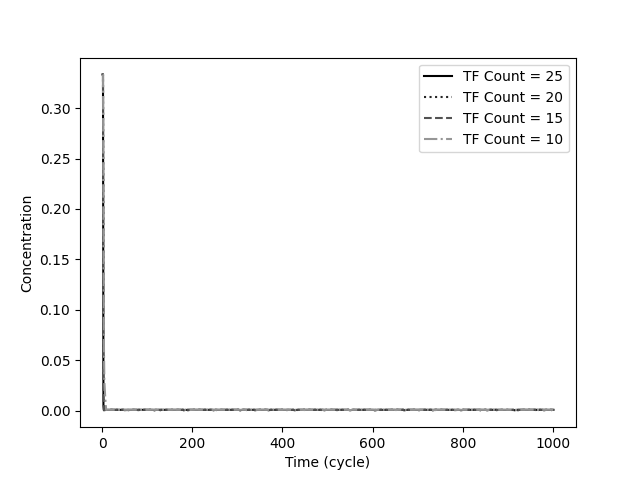 TF Count = 25
TF Count = 20
TF Count = 15
TF Count = 10
Concentration
0.30
0.25
0.20
0.15
0.10
0.05
0.00
0 200 400 600 800 1000
Time (cycle)